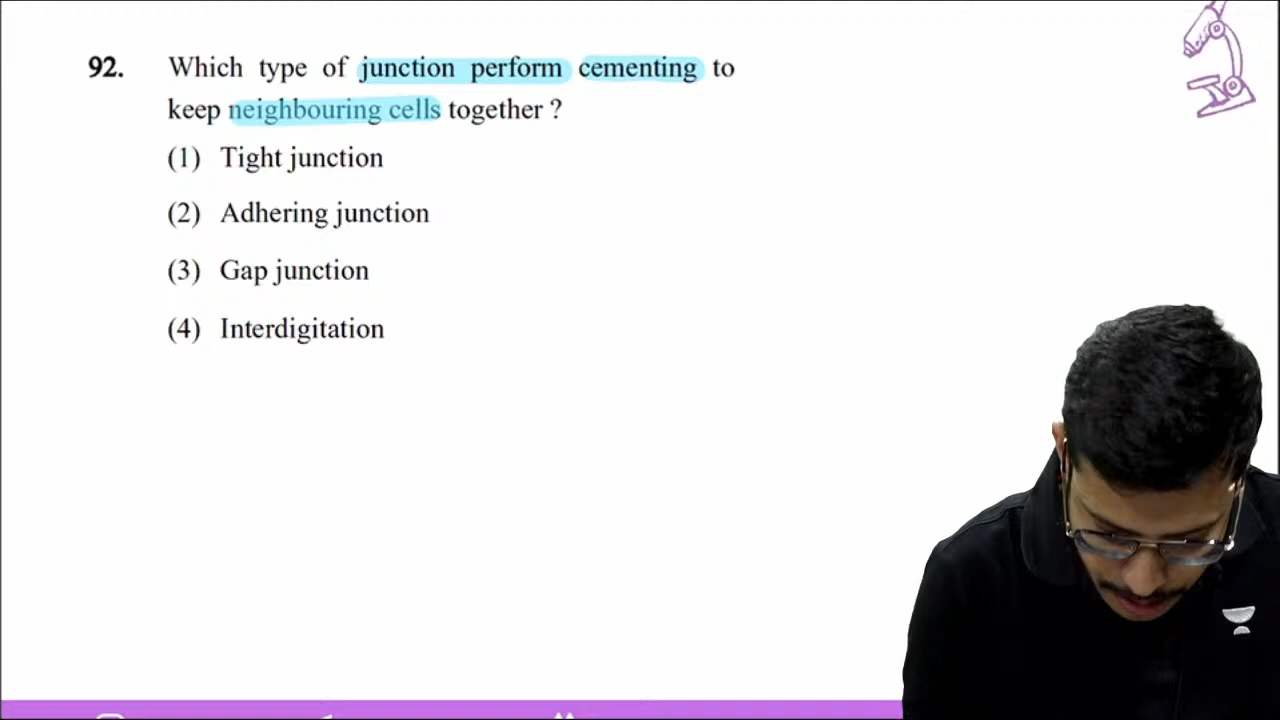 92. Which type of junction perform cementing to
keep neighbouring cells together ?
(1) Tight junction
(2) Adhering junction
(3) Gap junction
(4) Interdigitation